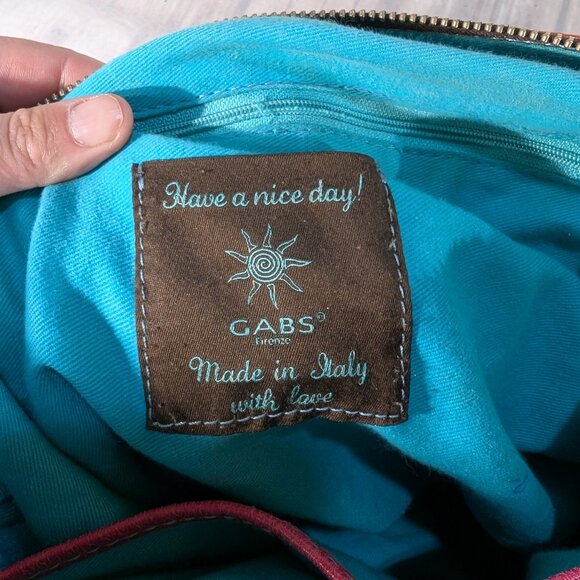 Have a nice day!
GABS®
Firenze
Made in Italy
with love